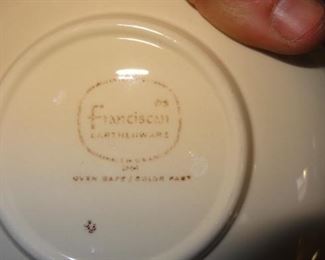 Franciscan
EARTHENWARE
OVEN SAFE / COLOR FAST